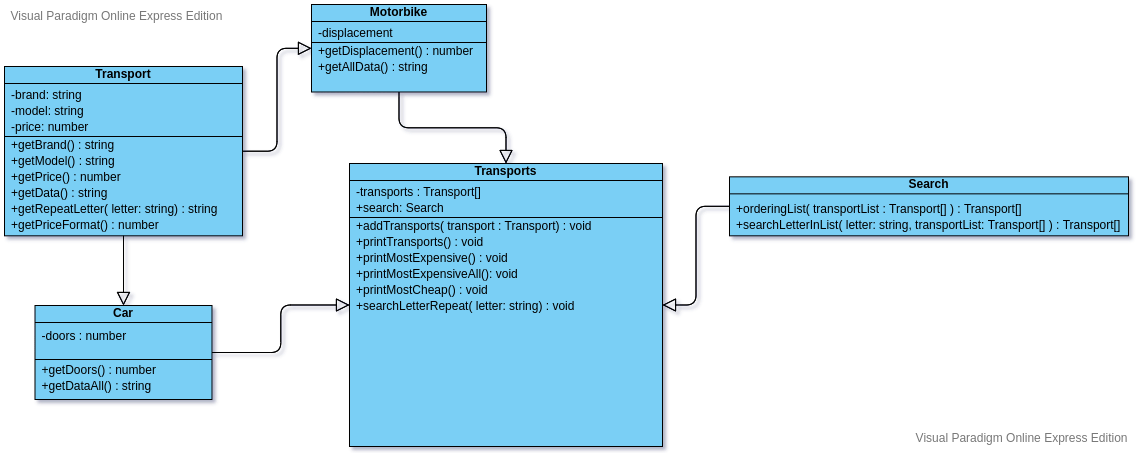 Visual Paradigm Online Express Edition
Motorbike
-displacement
+getDisplacement() : number
+getAllData() : string
Transport
-brand: string
-model: string
-price: number
+getBrand() : string
+getModel() : string
+getPrice() : number
+getData() : string
+getRepeatLetter( letter: string) : string
+getPriceFormat() : number
Transports
-transports : Transport[]
+search: Search
+addTransports( transport : Transport) : void
+printTransports() : void
+printMostExpensive() : void
+printMostExpensiveAll(): void
+printMostCheap() : void
+searchLetterRepeat( letter: string) : void
Search
+orderingList( transportList : Transport[] ) : Transport[]
+searchLetterInList( letter: string, transportList: Transport[] ) : Transport[]
Car
-doors : number
+getDoors() : number
+getDataAll() : string
Visual Paradigm Online Express Edition